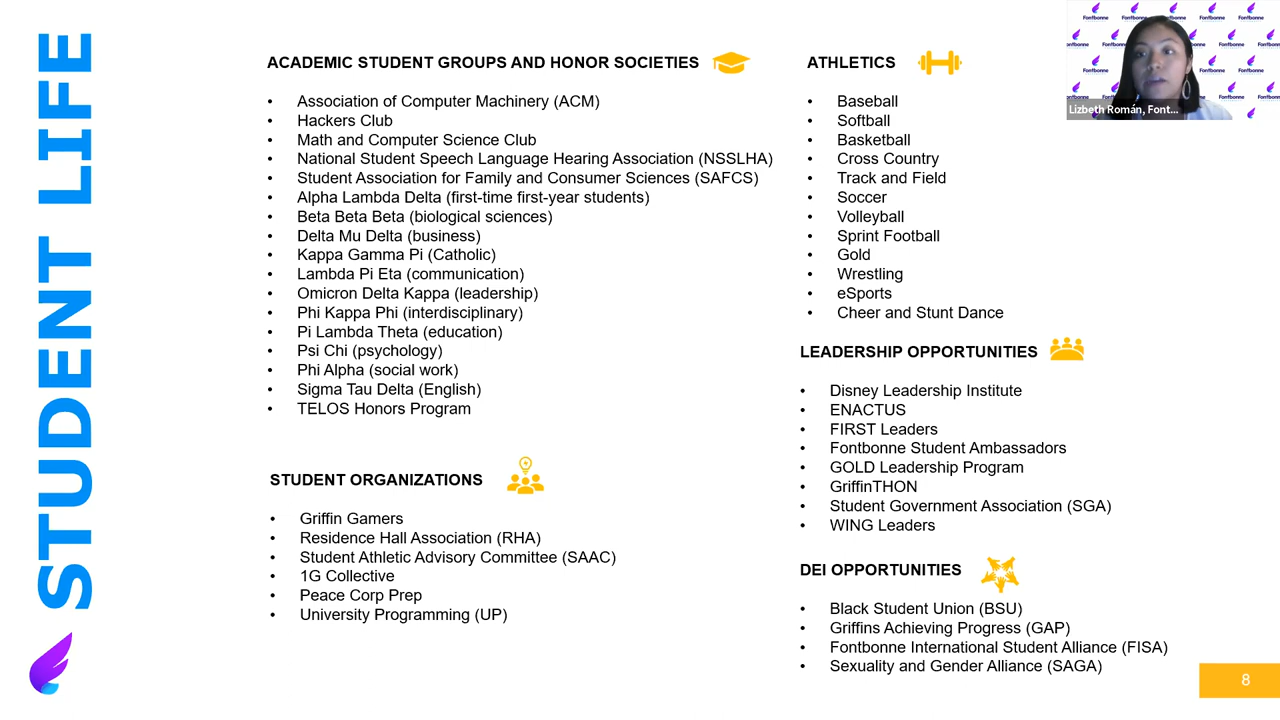 STUDENT LIFE
ACADEMIC STUDENT GROUPS AND HONOR SOCIETIES
• Association of Computer Machinery (ACM)
• Hackers Club
• Math and Computer Science Club
• National Student Speech Language Hearing Association (NSSLHA)
• Student Association for Family and Consumer Sciences (SAFCS)
• Alpha Lambda Delta (first-time first-year students)
• Beta Beta Beta (biological sciences)
• Delta Mu Delta (business)
• Kappa Gamma Pi (Catholic)
• Lambda Pi Eta (communication)
• Omicron Delta Kappa (leadership)
• Phi Kappa Phi (interdisciplinary)
• Pi Lambda Theta (education)
• Psi Chi (psychology)
• Phi Alpha (social work)
• Sigma Tau Delta (English)
• TELOS Honors Program
STUDENT ORGANIZATIONS
• Griffin Gamers
• Residence Hall Association (RHA)
• Student Athletic Advisory Committee (SAAC)
• 1G Collective
• Peace Corp Prep
• University Programming (UP)
ATHLETICS
• Baseball
• Softball
• Basketball
• Cross Country
• Track and Field
• Soccer
• Volleyball
• Sprint Football
• Gold
• Wrestling
• eSports
• Cheer and Stunt Dance
LEADERSHIP OPPORTUNITIES
• Disney Leadership Institute
• ENACTUS
• FIRST Leaders
• Fontbonne Student Ambassadors
• GOLD Leadership Program
• GriffinTHON
• Student Government Association (SGA)
• WING Leaders
DEI OPPORTUNITIES
• Black Student Union (BSU)
• Griffins Achieving Progress (GAP)
• Fontbonne International Student Alliance (FISA)
• Sexuality and Gender Alliance (SAGA)
8
Fontbonne Fontbonne Fontbonne Fontbonne
Lizbeth Román, Font...